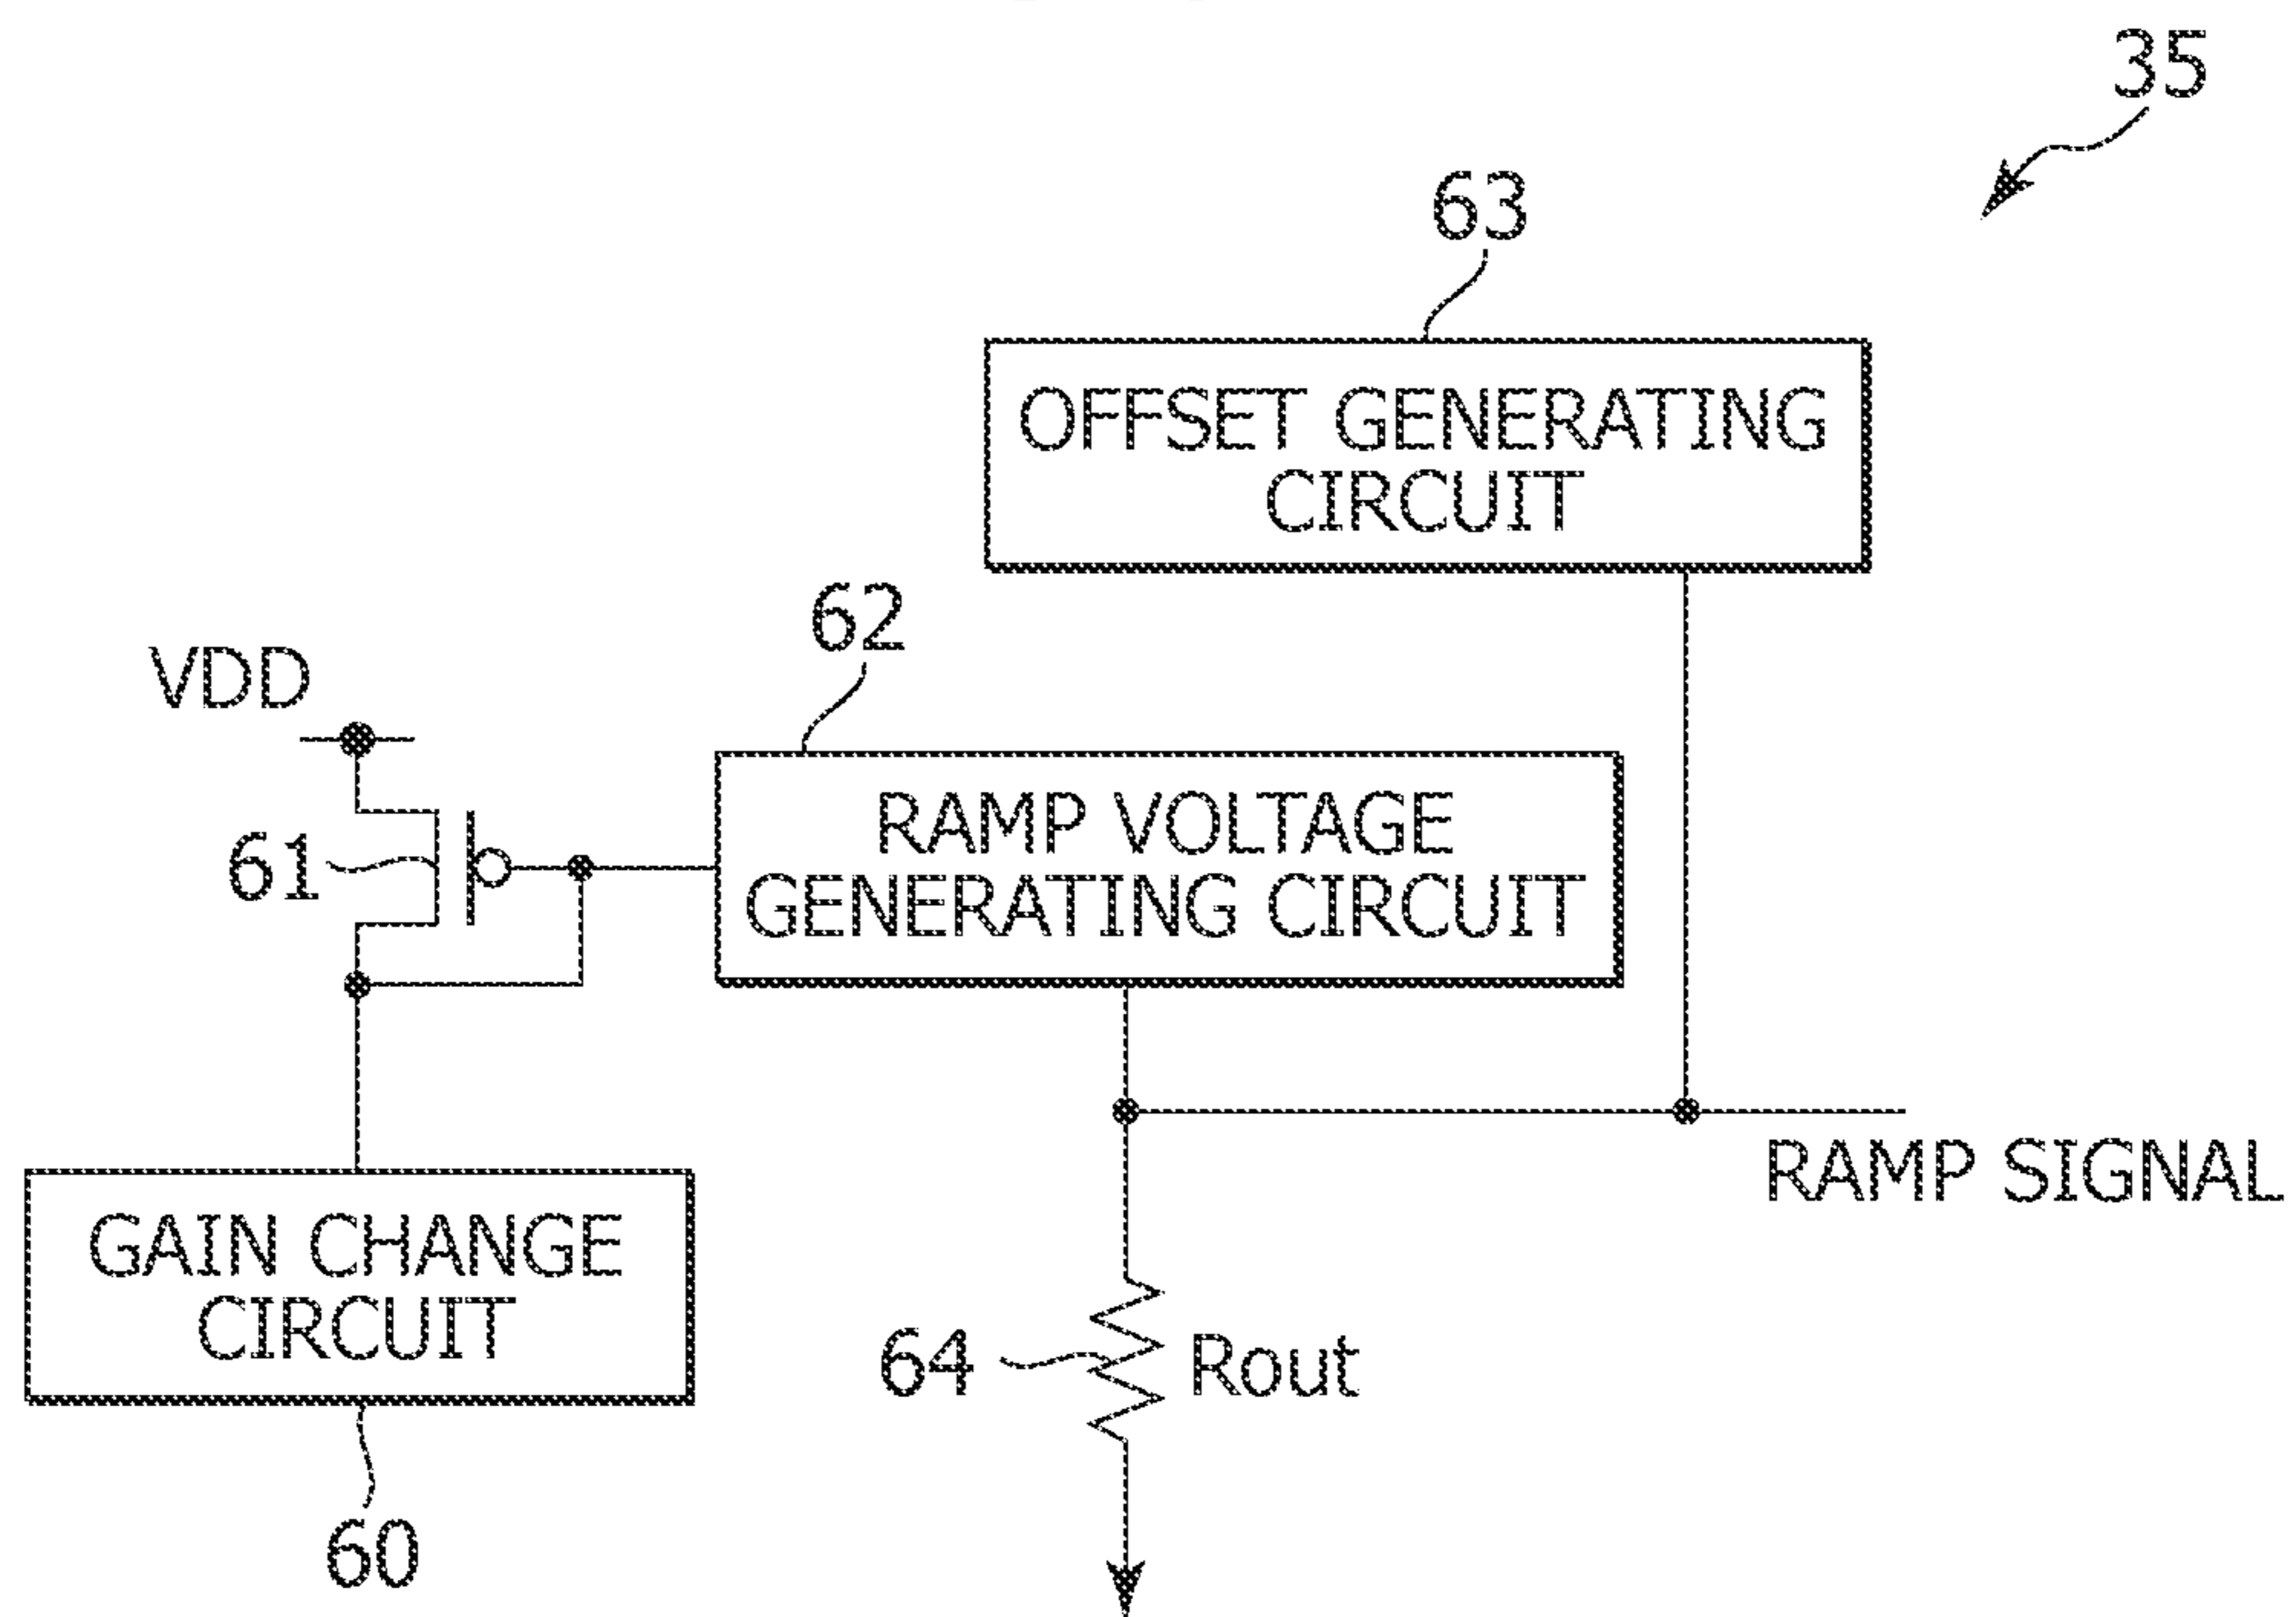 35
63
OFFSET GENERATING
CIRCUIT
62
VDD
61
RAMP VOLTAGE
GENERATING CIRCUIT
RAMP SIGNAL
GAIN CHANGE
CIRCUIT
64
Rout
60